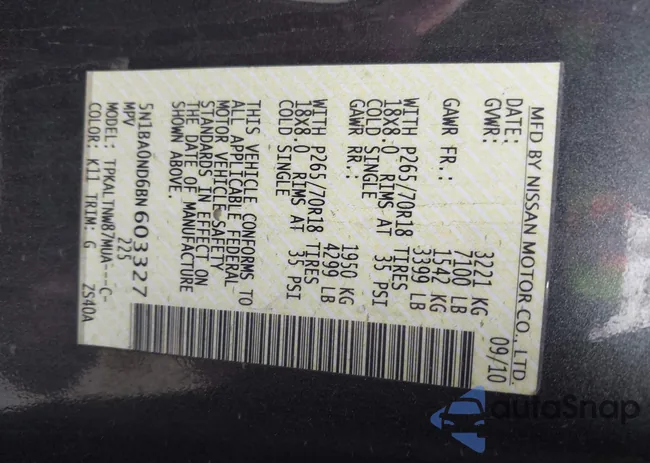 MFD BY NISSAN MOTOR CO., LTD.
DATE: 09/10
GVWR: 3221 KG
7100 LB
GAWR FR.: 1542 KG
3399 LB
WITH P265/70R18 TIRES
18X8.0 RIMS AT 35 PSI
COLD SINGLE
GAWR RR.: 1950 KG
4299 LB
WITH P265/70R18 TIRES
18X8.0 RIMS AT 35 PSI
COLD SINGLE
THIS VEHICLE CONFORMS TO
ALL APPLICABLE FEDERAL
MOTOR VEHICLE SAFETY
STANDARDS IN EFFECT ON
THE DATE OF MANUFACTURE
SHOWN ABOVE.
5N1BA0ND6BN603327
MPV 225
MODEL: TPKALTNW87MUA---C-
COLOR: K11 TRIM: G ZS40A
autoSnap